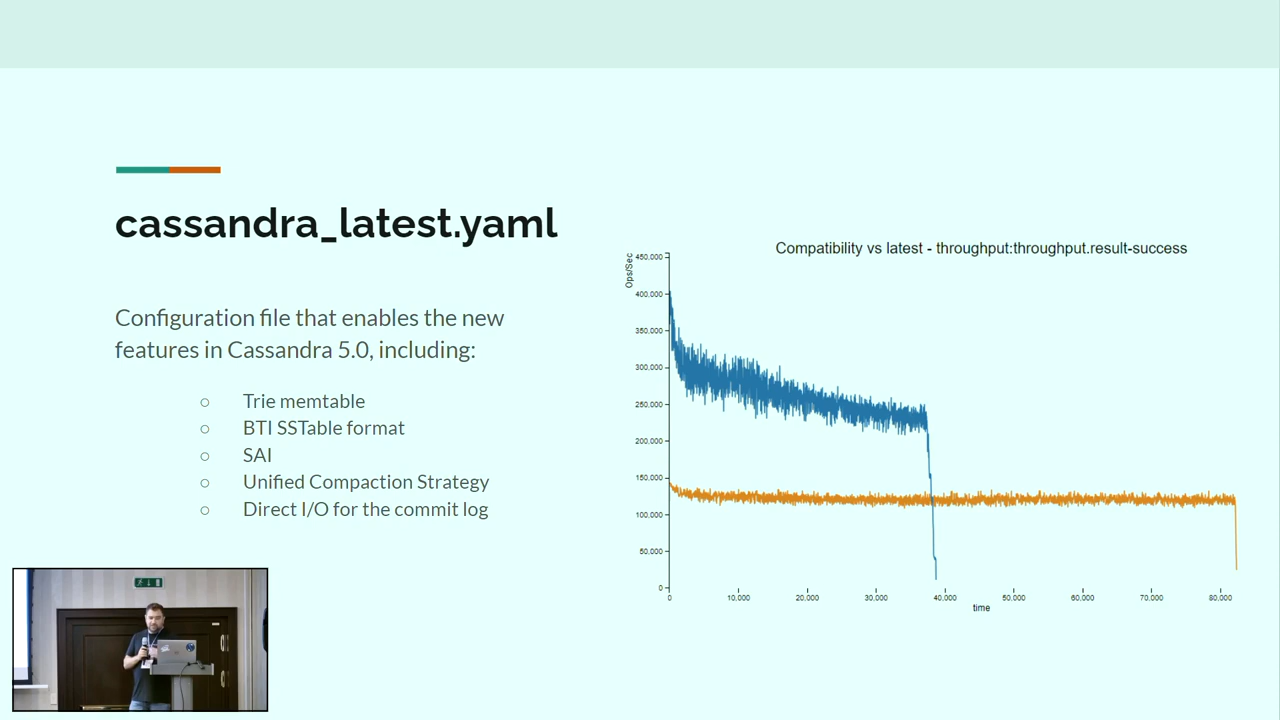 cassandra_latest.yaml
Configuration file that enables the new
features in Cassandra 5.0, including:
○ Trie memtable
○ BTI SSTable format
○ SAI
○ Unified Compaction Strategy
○ Direct I/O for the commit log
Compatibility vs latest - throughput:throughput.result-success
Ops/Sec
450,000
400,000
350,000
300,000
250,000
200,000
150,000
100,000
50,000
0
0 10,000 20,000 30,000 40,000 50,000 60,000 70,000 80,000
time